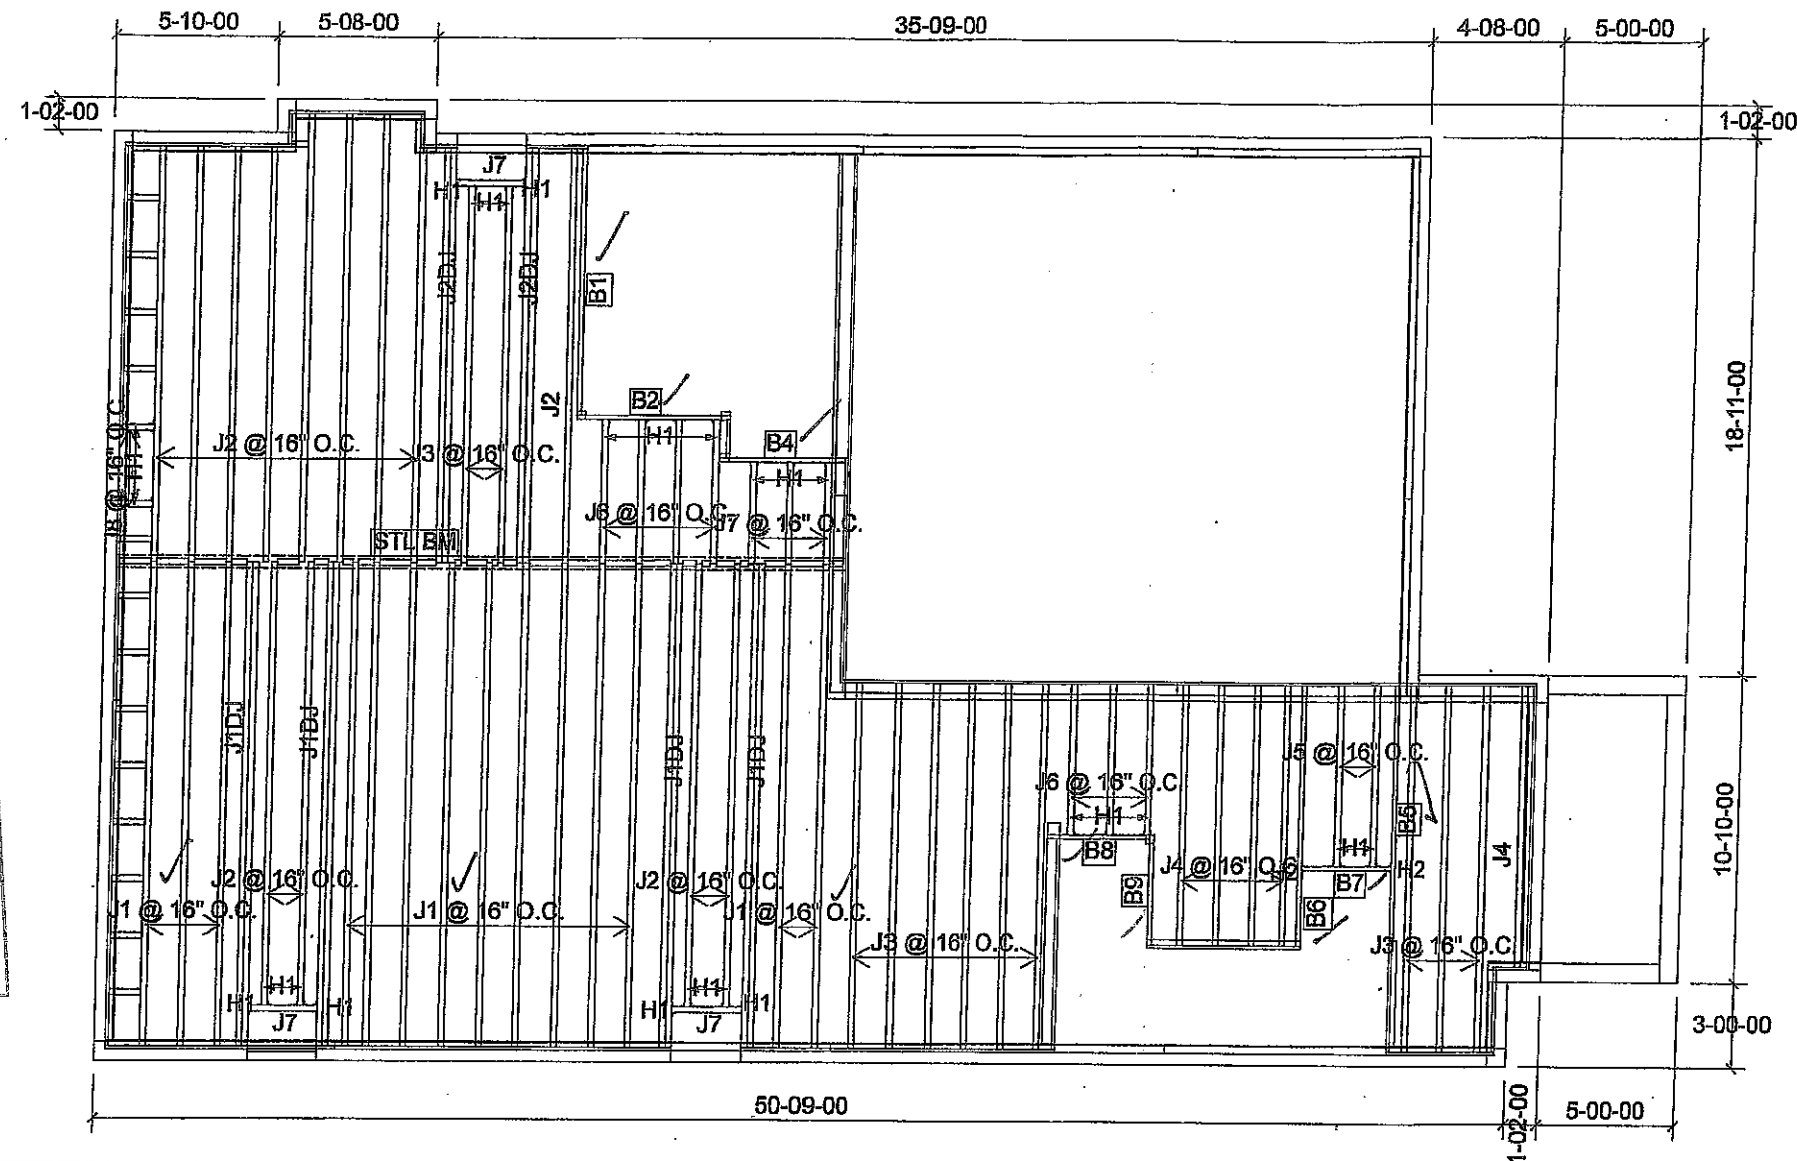 5-10-00
5-08-00
35-09-00
4-08-00
5-00-00
1-02-00
1-02-00
J7
H1
H1
H1
J2DJ
J2DJ
B1
18-11-00
J2
B2
H1
B4
H1
J2 @ 16" O.C.
J3 @ 16" O.C.
J8 @ 16" O.C.
H1
J6 @ 16" O.C.
J7 @ 16" O.C.
STL BM
J1DJ
J1DJ
J1DJ
J1DJ
J5 @ 16" O.C.
J6 @ 16" O.C.
H1
B5
B8
H1
J4
10-10-00
J4 @ 16" O.C.
J6
B7
H2
B9
B6
J2 @ 16" O.C.
J2 @ 16" O.C.
J1 @ 16" O.C.
J1 @ 16" O.C.
J1 @ 16" O.C.
J3 @ 16" O.C.
J3 @ 16" O.C.
H1
H1
H1
J7
H1
H1
H1
J7
3-00-00
50-09-00
1-02-00
5-00-00